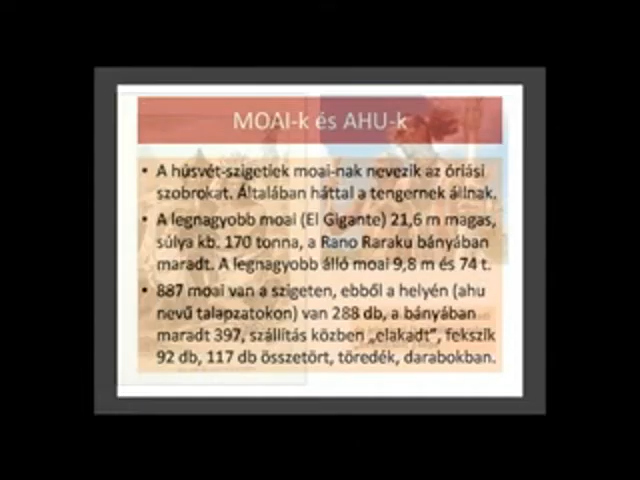 MOAI-k és AHU-k
• A húsvét-szigetiek moai-nak nevezik az óriási
szobrokat. Általában háttal a tengernek állnak.
• A legnagyobb moai (El Gigante) 21,6 m magas,
súlya kb. 170 tonna, a Rano Raraku bányában
maradt. A legnagyobb álló moai 9,8 m és 74 t.
• 887 moai van a szigeten, ebből a helyén (ahu
nevű talapzatokon) van 288 db, a bányában
maradt 397, szállítás közben „elakadt”, fekszik
92 db, 117 db összetört, töredék, darabokban.